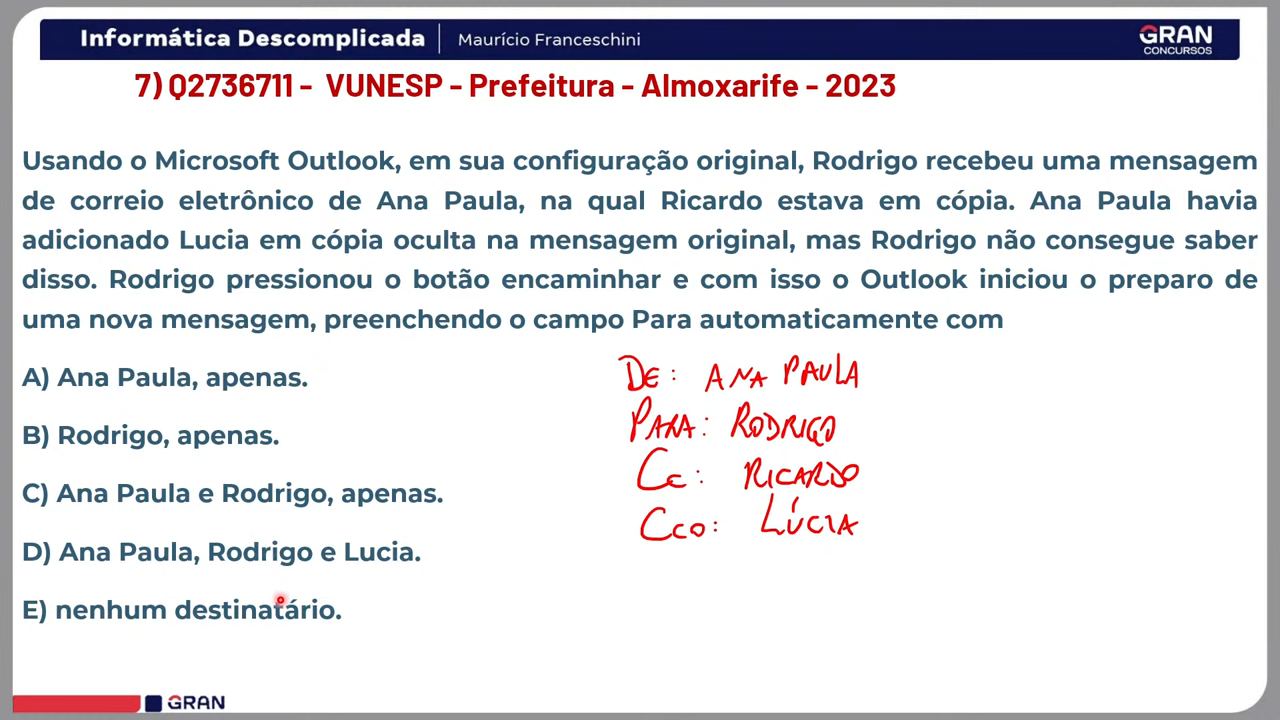 Informática Descomplicada | Maurício Franceschini
GRAN
CONCURSOS
7) Q2736711 - VUNESP - Prefeitura - Almoxarife - 2023
Usando o Microsoft Outlook, em sua configuração original, Rodrigo recebeu uma mensagem
de correio eletrônico de Ana Paula, na qual Ricardo estava em cópia. Ana Paula havia
adicionado Lucia em cópia oculta na mensagem original, mas Rodrigo não consegue saber
disso. Rodrigo pressionou o botão encaminhar e com isso o Outlook iniciou o preparo de
uma nova mensagem, preenchendo o campo Para automaticamente com
A) Ana Paula, apenas.
B) Rodrigo, apenas.
C) Ana Paula e Rodrigo, apenas.
D) Ana Paula, Rodrigo e Lucia.
E) nenhum destinatário.
DE: ANA PAULA
PARA: RODRIGO
Cc: RICARDO
Cco: LÚCIA
GRAN